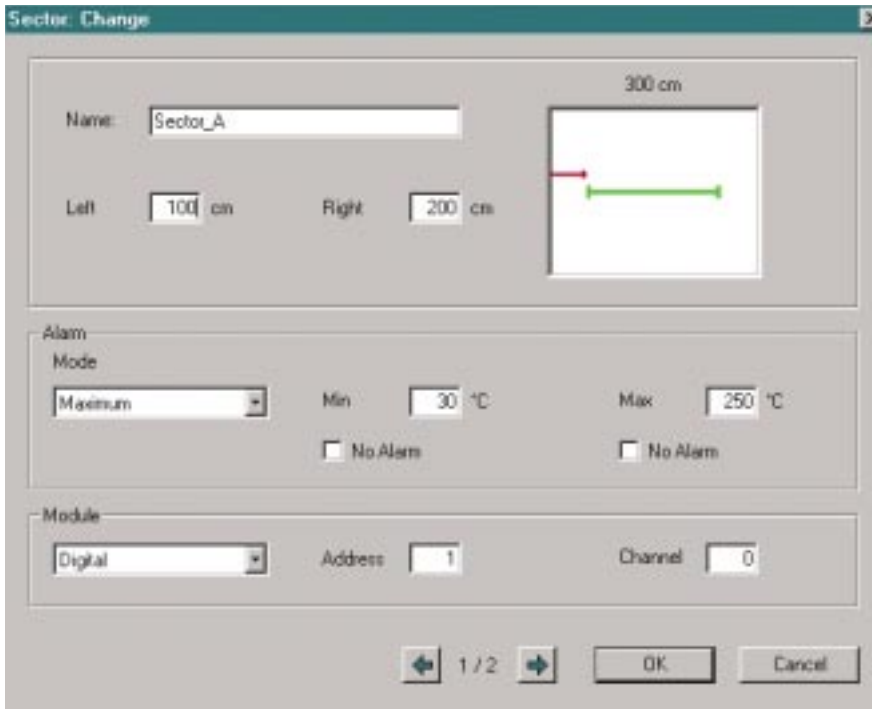 Sector: Change
300 cm
Name: Sector_A
Left 100 cm Right 200 cm
Alarm
Mode
Maximum Min 30 °C Max 250 °C
No Alarm No Alarm
Module
Digital Address 1 Channel 0
1 / 2 OK Cancel